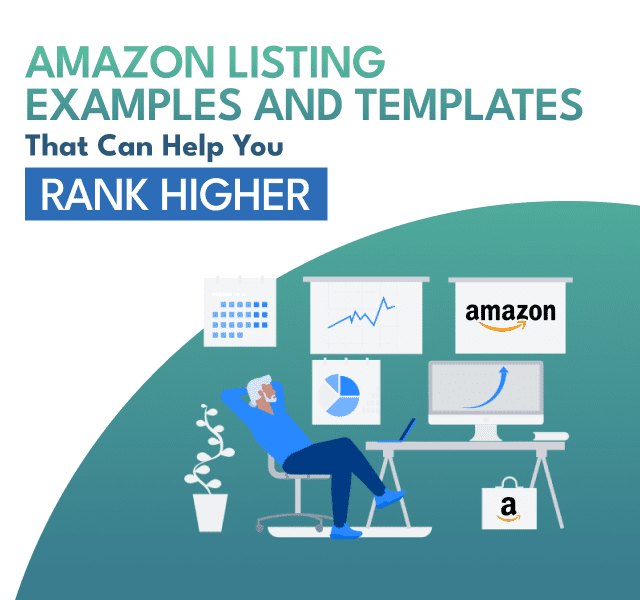 AMAZON LISTING
EXAMPLES AND TEMPLATES
That Can Help You
RANK HIGHER
amazon
a